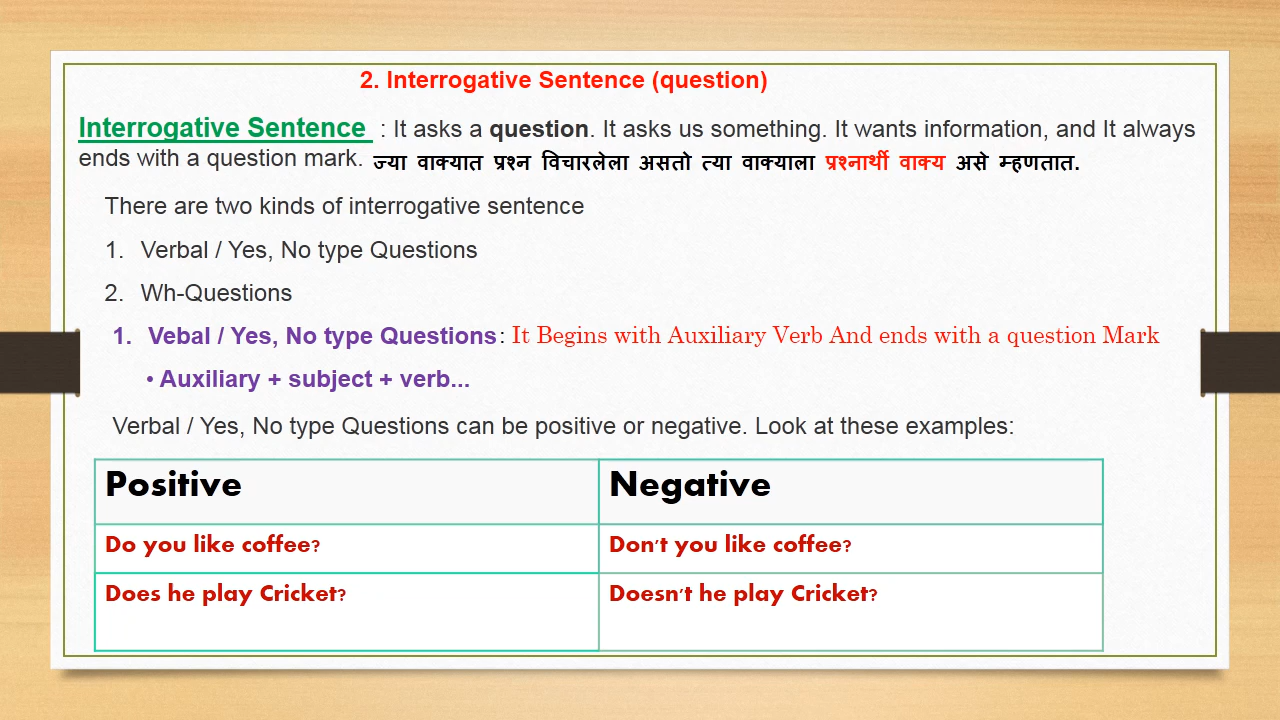 2. Interrogative Sentence (question)
Interrogative Sentence : It asks a question. It asks us something. It wants information, and It always
ends with a question mark. ज्या वाक्यात प्रश्न विचारलेला असतो त्या वाक्याला प्रश्नार्थी वाक्य असे म्हणतात.
There are two kinds of interrogative sentence
1. Verbal / Yes, No type Questions
2. Wh-Questions
1. Vebal / Yes, No type Questions: It Begins with Auxiliary Verb And ends with a question Mark
• Auxiliary + subject + verb...
Verbal / Yes, No type Questions can be positive or negative. Look at these examples:
Positive Negative
Do you like coffee? Don't you like coffee?
Does he play Cricket? Doesn't he play Cricket?